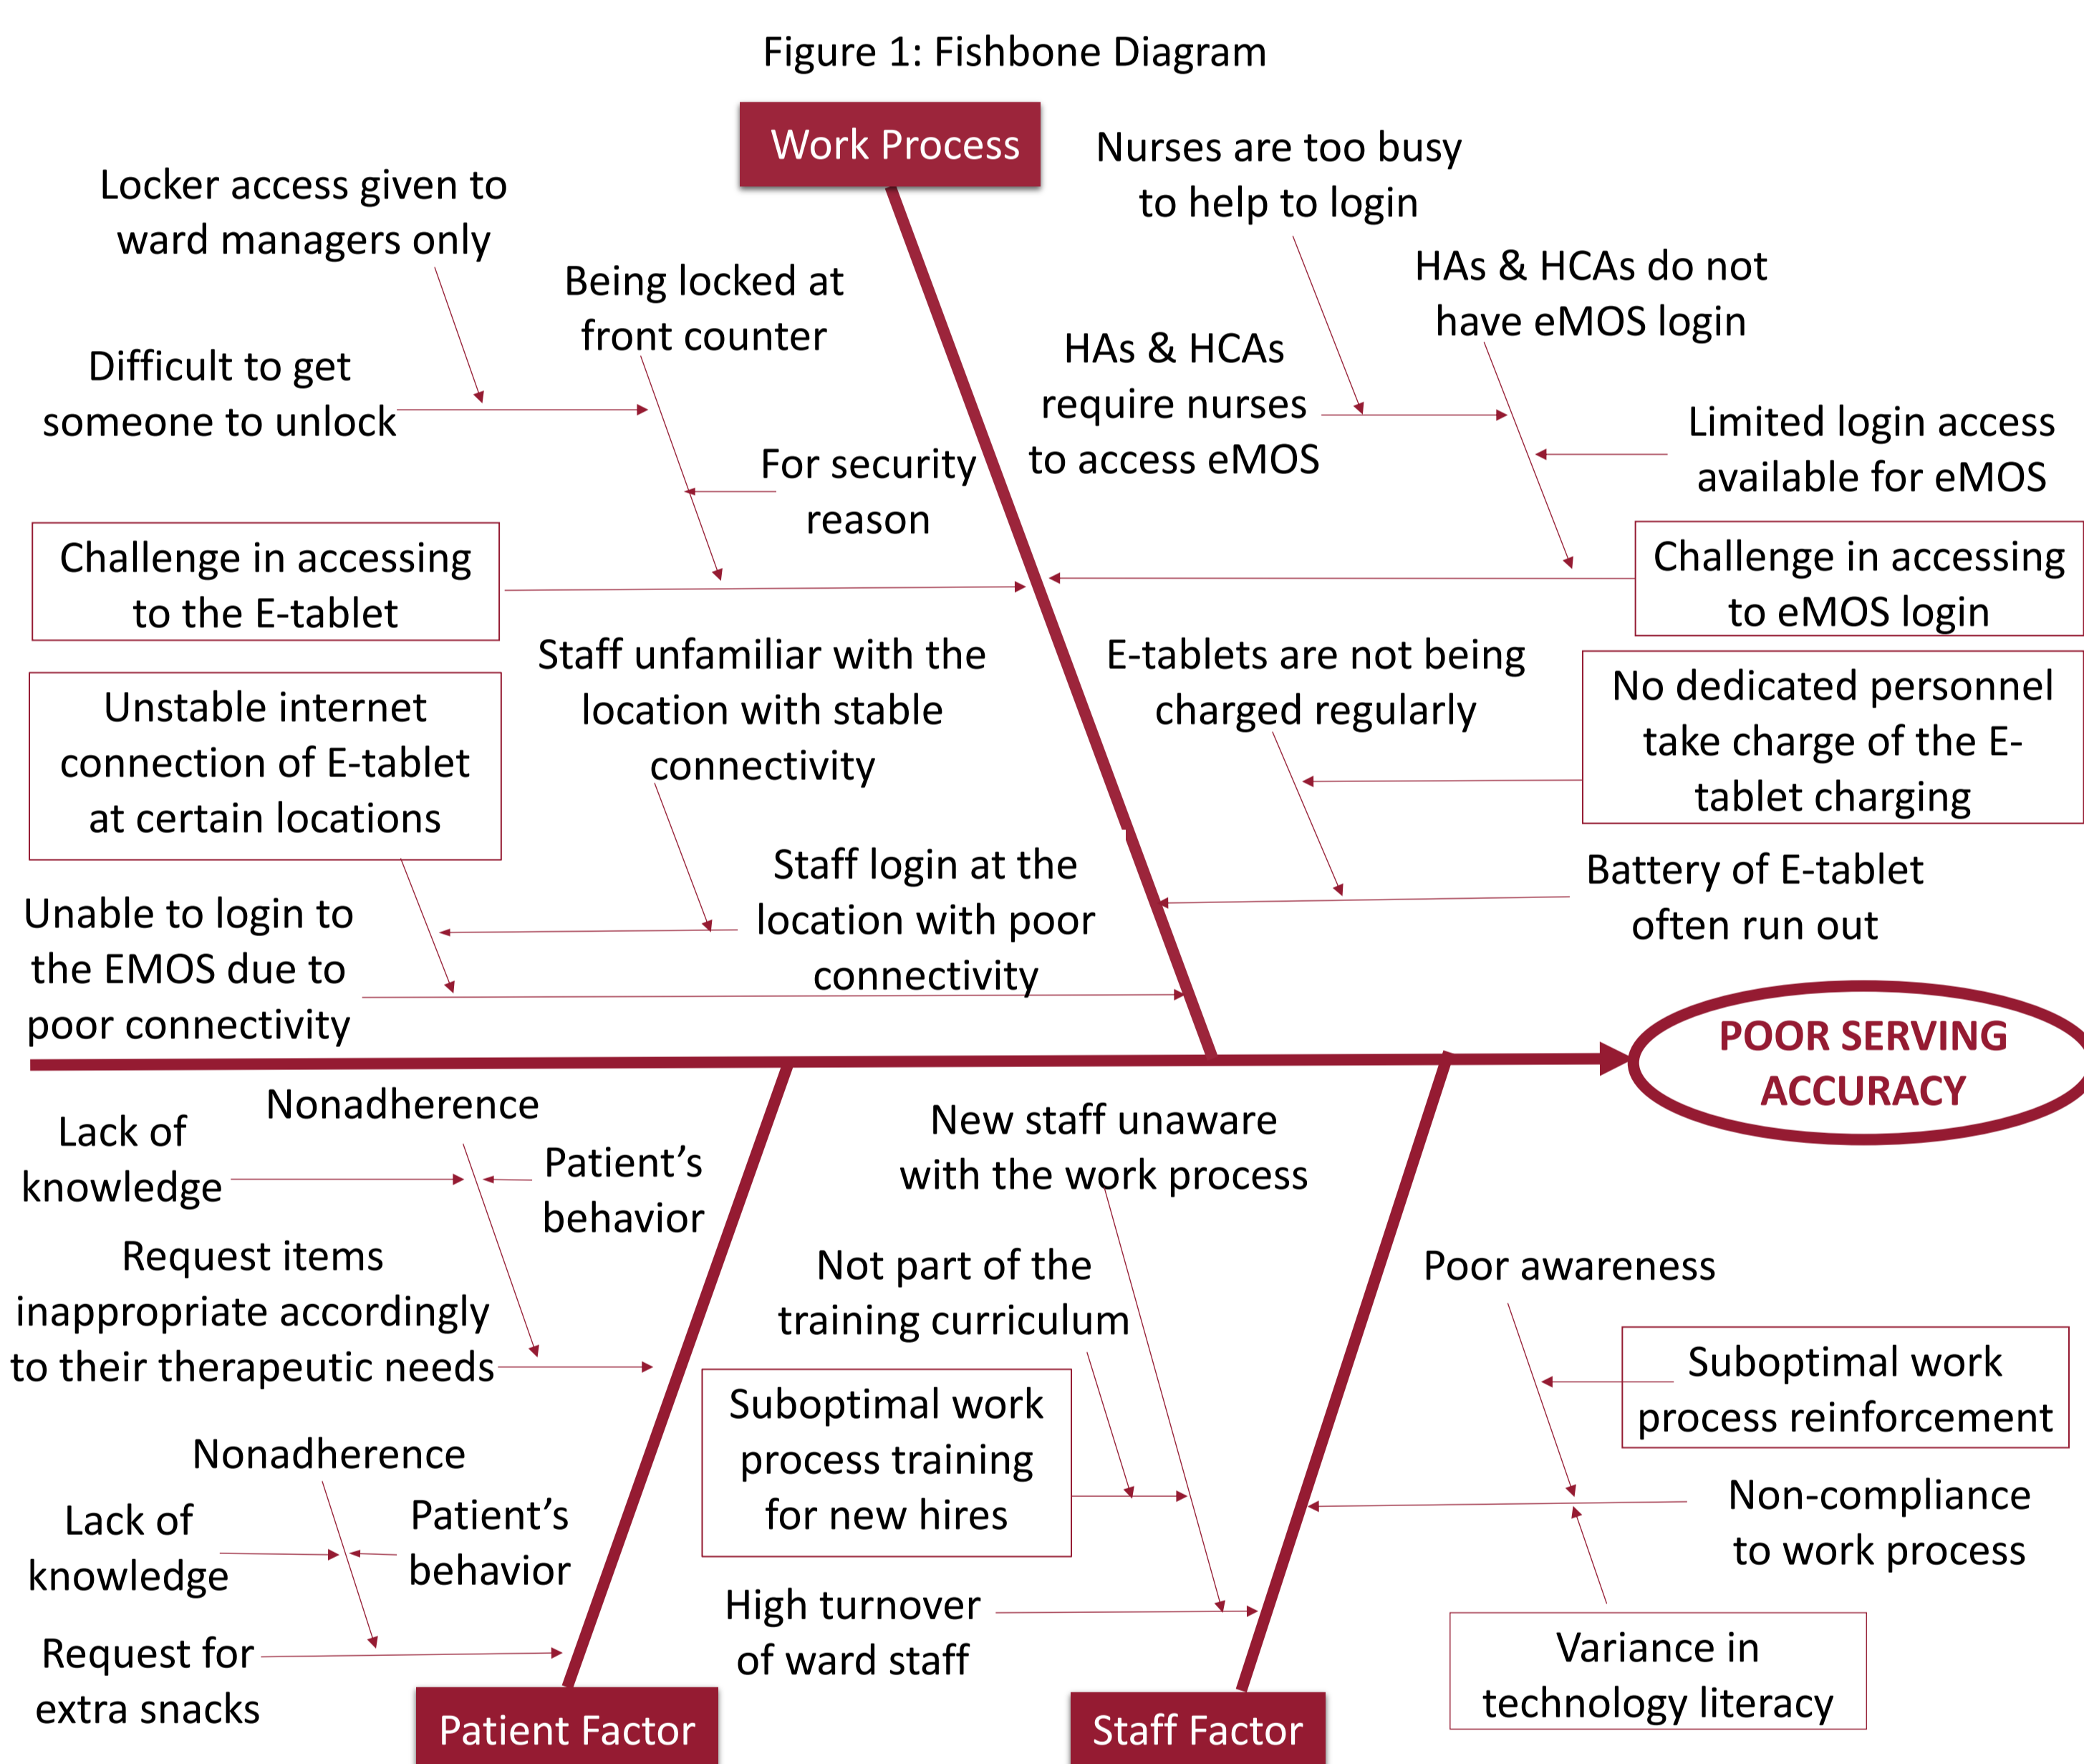 Figure 1: Fishbone Diagram
Work Process
Locker access given to
ward managers only
Being locked at
front counter
Difficult to get
someone to unlock
For security
reason
Challenge in accessing
to the E-tablet
Nurses are too busy
to help to login
HAs & HCAs do not
have eMOS login
HAs & HCAs
require nurses
to access eMOS
Limited login access
available for eMOS
Challenge in accessing
to eMOS login
Unstable internet
connection of E-tablet
at certain locations
Staff unfamiliar with the
location with stable
connectivity
Staff login at the
location with poor
connectivity
Unable to login to
the EMOS due to
poor connectivity
E-tablets are not being
charged regularly
No dedicated personnel
take charge of the E-
tablet charging
Battery of E-tablet
often run out
POOR SERVING
ACCURACY
Nonadherence
Lack of
knowledge
Patient’s
behavior
Request items
inappropriate accordingly
to their therapeutic needs
Nonadherence
Lack of
knowledge
Patient’s
behavior
Request for
extra snacks
Patient Factor
New staff unaware
with the work process
Not part of the
training curriculum
Suboptimal work
process training
for new hires
High turnover
of ward staff
Poor awareness
Suboptimal work
process reinforcement
Non-compliance
to work process
Variance in
technology literacy
Staff Factor